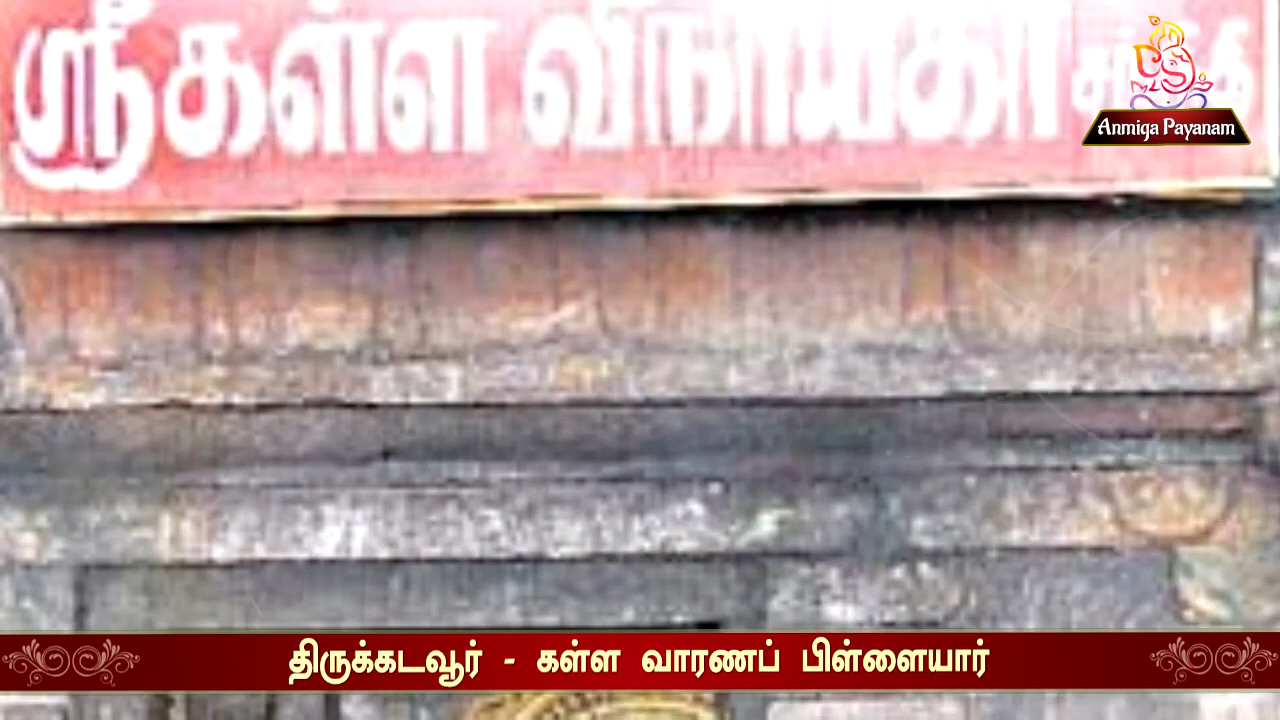 ஸ்ரீகள்ள விநாயகர்
Anmiga Payanam
திருக்கடவூர் - கள்ள வாரணப் பிள்ளையார்